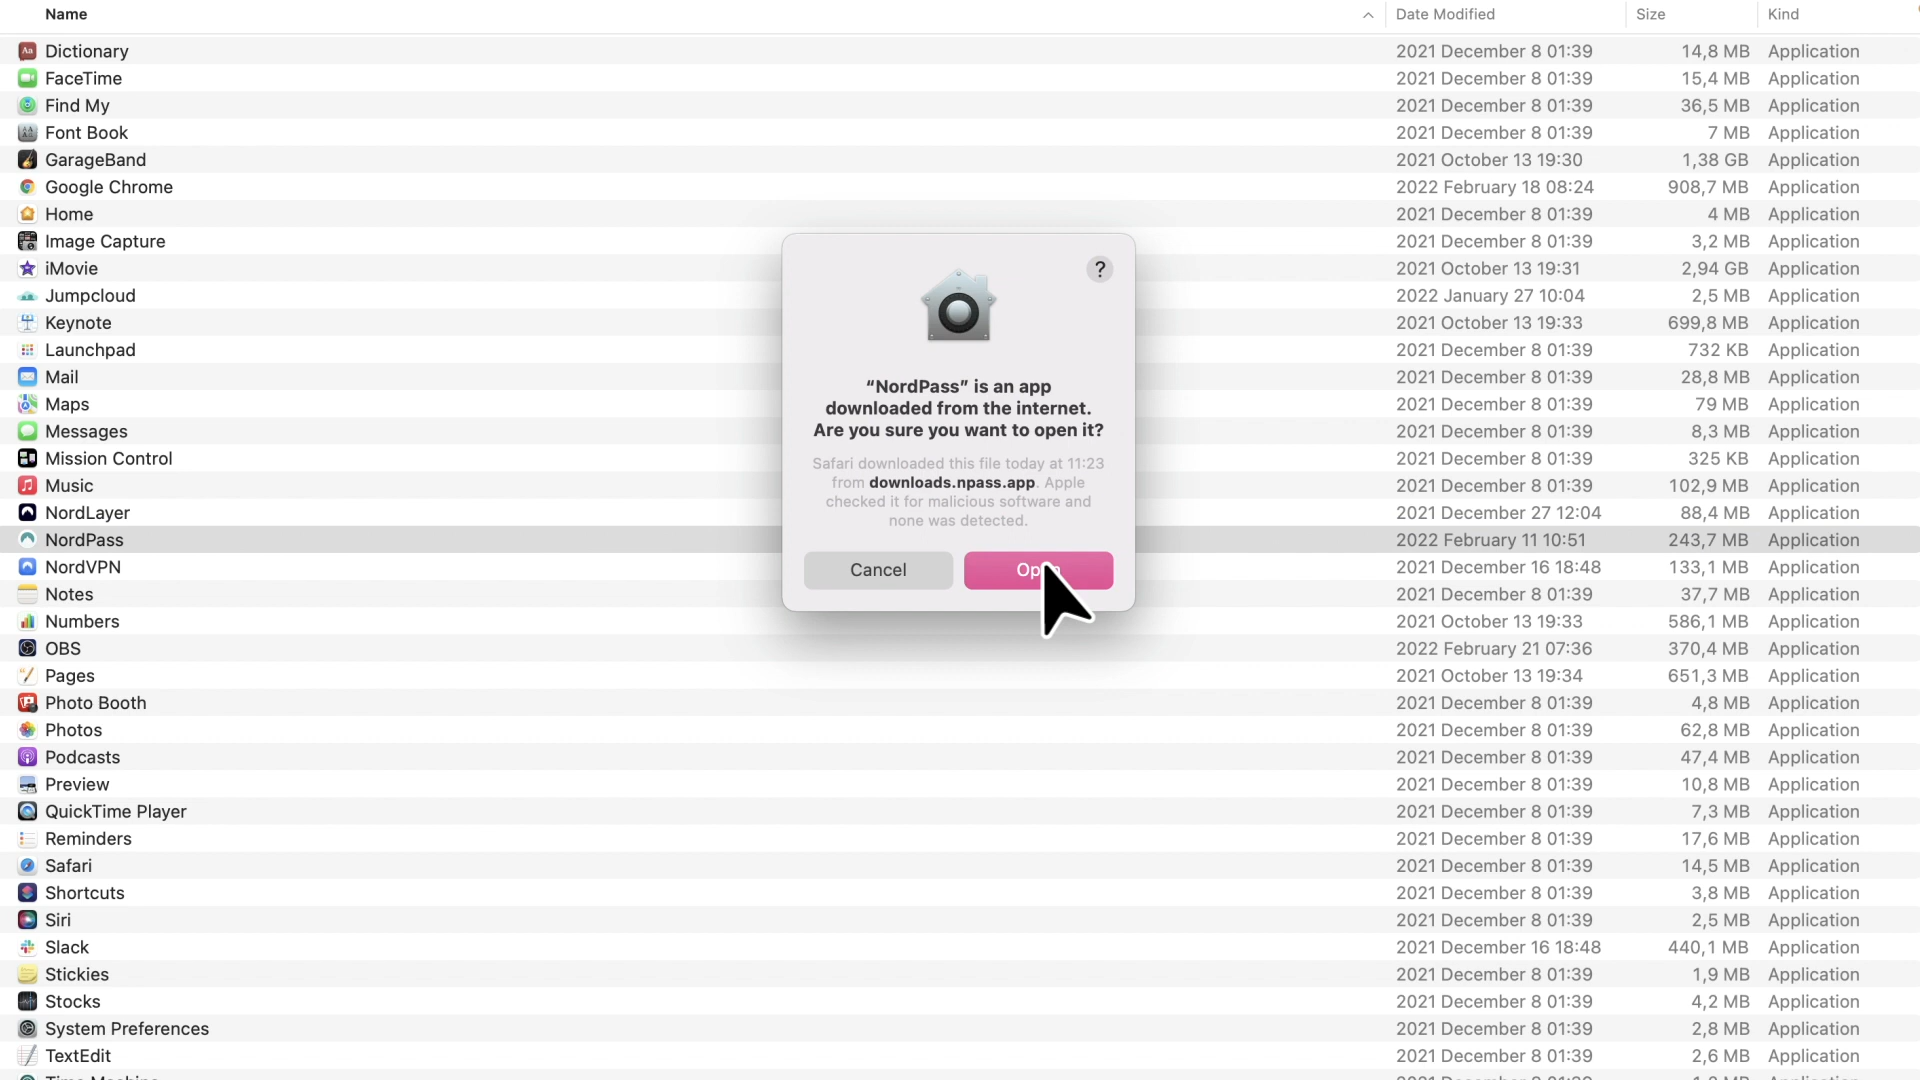 Name Date Modified Size Kind
Dictionary 2021 December 8 01:39 14,8 MB Application
FaceTime 2021 December 8 01:39 15,4 MB Application
Find My 2021 December 8 01:39 36,5 MB Application
Font Book 2021 December 8 01:39 7 MB Application
GarageBand 2021 October 13 19:30 1,38 GB Application
Google Chrome 2022 February 18 08:24 908,7 MB Application
Home 2021 December 8 01:39 4 MB Application
Image Capture 2021 December 8 01:39 3,2 MB Application
iMovie 2021 October 13 19:31 2,94 GB Application
Jumpcloud 2022 January 27 10:04 2,5 MB Application
Keynote 2021 October 13 19:33 699,8 MB Application
Launchpad 2021 December 8 01:39 732 KB Application
Mail 2021 December 8 01:39 28,8 MB Application
Maps 2021 December 8 01:39 79 MB Application
Messages 2021 December 8 01:39 8,3 MB Application
Mission Control 2021 December 8 01:39 325 KB Application
Music 2021 December 8 01:39 102,9 MB Application
NordLayer 2021 December 27 12:04 88,4 MB Application
NordPass 2022 February 11 10:51 243,7 MB Application
NordVPN 2021 December 16 18:48 133,1 MB Application
Notes 2021 December 8 01:39 37,7 MB Application
Numbers 2021 October 13 19:33 586,1 MB Application
OBS 2022 February 21 07:36 370,4 MB Application
Pages 2021 October 13 19:34 651,3 MB Application
Photo Booth 2021 December 8 01:39 4,8 MB Application
Photos 2021 December 8 01:39 62,8 MB Application
Podcasts 2021 December 8 01:39 47,4 MB Application
Preview 2021 December 8 01:39 10,8 MB Application
QuickTime Player 2021 December 8 01:39 7,3 MB Application
Reminders 2021 December 8 01:39 17,6 MB Application
Safari 2021 December 8 01:39 14,5 MB Application
Shortcuts 2021 December 8 01:39 3,8 MB Application
Siri 2021 December 8 01:39 2,5 MB Application
Slack 2021 December 16 18:48 440,1 MB Application
Stickies 2021 December 8 01:39 1,9 MB Application
Stocks 2021 December 8 01:39 4,2 MB Application
System Preferences 2021 December 8 01:39 2,8 MB Application
TextEdit 2021 December 8 01:39 2,6 MB Application
?
“NordPass” is an app
downloaded from the internet.
Are you sure you want to open it?
Safari downloaded this file today at 11:23
from downloads.npass.app. Apple
checked it for malicious software and
none was detected.
Cancel